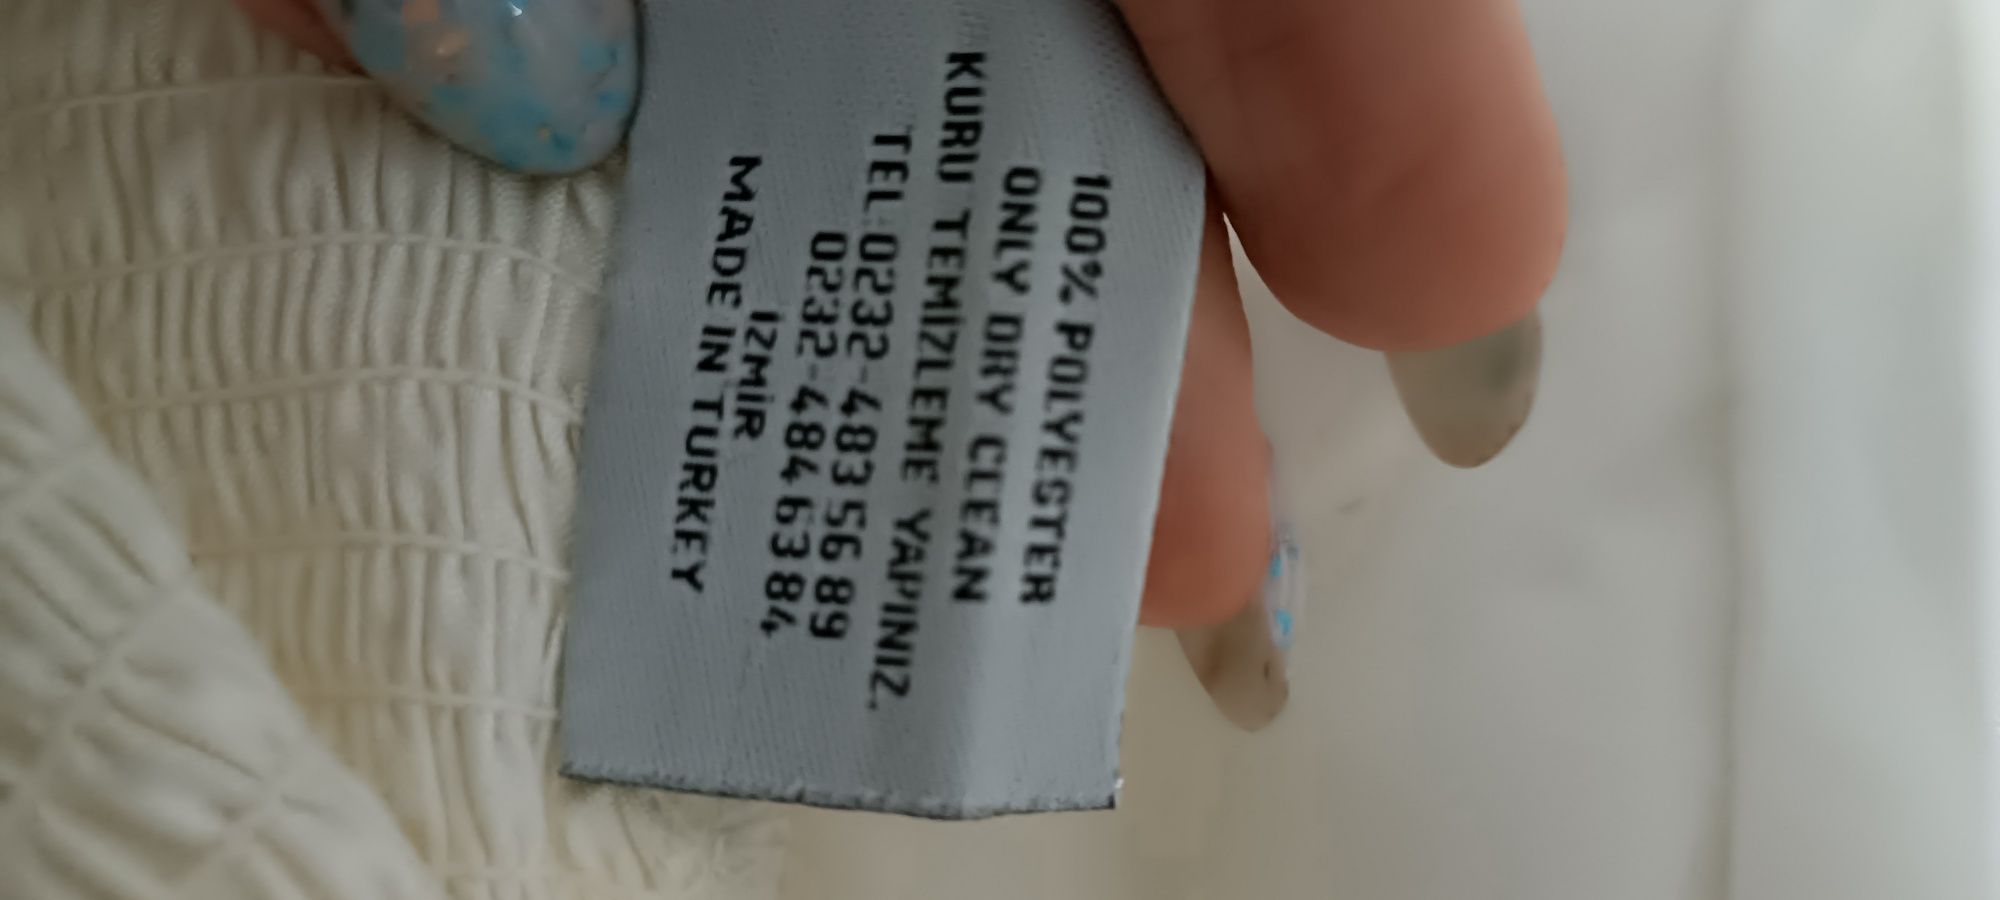 100% POLYESTER
ONLY DRY CLEAN
KURU TEMİZLEME YAPINIZ.
TEL 0232-483 56 89
0232-484 63 84
İZMİR
MADE IN TURKEY